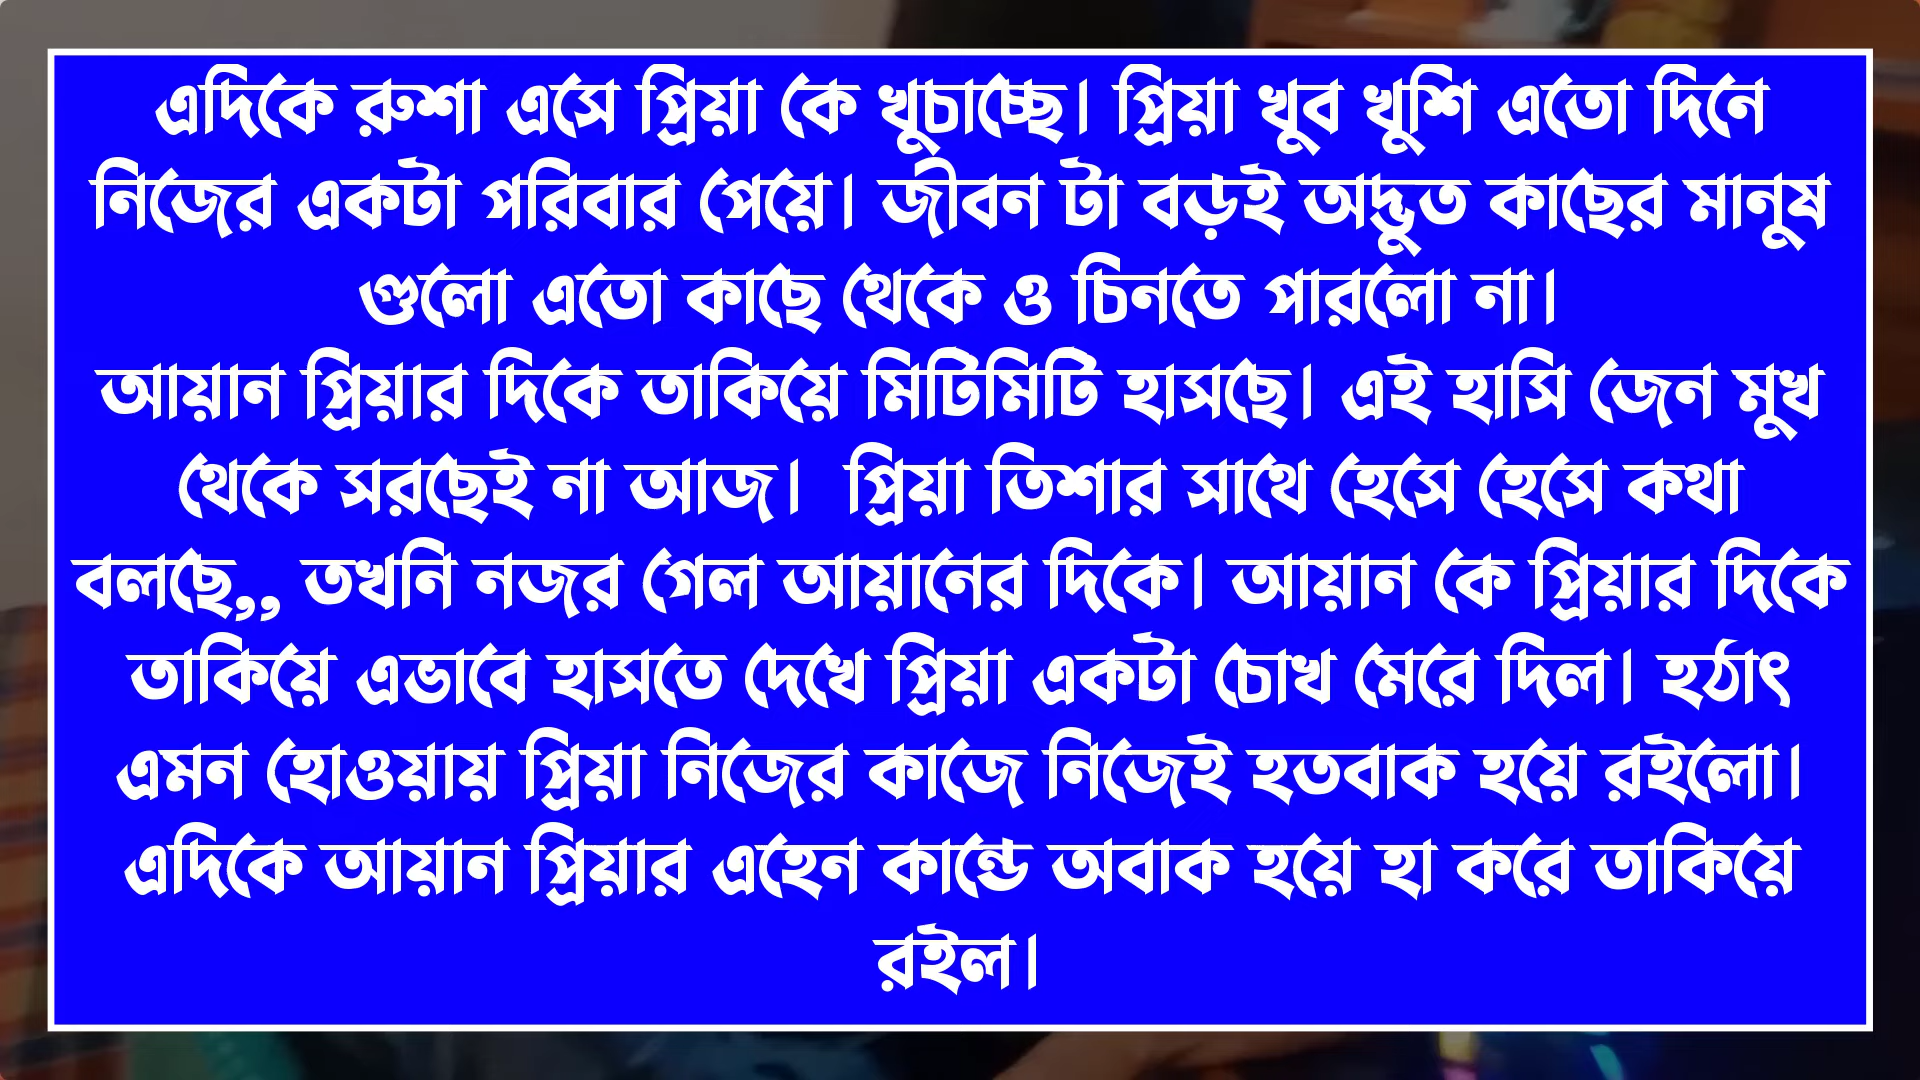 এদিকে রুশা এসে প্রিয়া কে খুচাচ্ছে। প্রিয়া খুব খুশি এতো দিনে
নিজের একটা পরিবার পেয়ে। জীবন টা বড়ই অদ্ভুত কাছের মানুষ
গুলো এতো কাছে থেকে ও চিনতে পারলো না।
আয়ান প্রিয়ার দিকে তাকিয়ে মিটিমিটি হাসছে। এই হাসি জেন মুখ
থেকে সরছেই না আজ। প্রিয়া তিশার সাথে হেসে হেসে কথা
বলছে,, তখনি নজর গেল আয়ানের দিকে। আয়ান কে প্রিয়ার দিকে
তাকিয়ে এভাবে হাসতে দেখে প্রিয়া একটা চোখ মেরে দিল। হঠাৎ
এমন হোওয়ায় প্রিয়া নিজের কাজে নিজেই হতবাক হয়ে রইলো।
এদিকে আয়ান প্রিয়ার এহেন কান্ডে অবাক হয়ে হা করে তাকিয়ে
রইল।